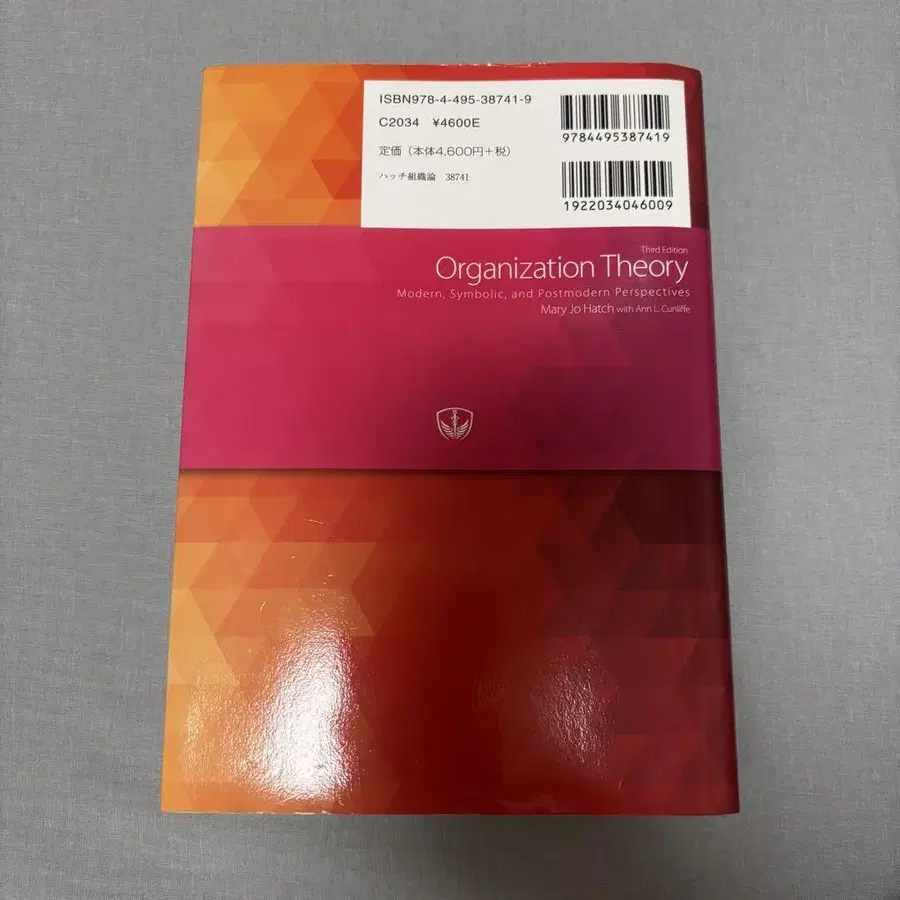 ISBN978-4-495-38741-9
C2034 ¥4600E
定価（本体4,600円＋税）
ハッチ組織論 38741
9784495387419
1922034046009
Third Edition
Organization Theory
Modern, Symbolic, and Postmodern Perspectives
Mary Jo Hatch with Ann L. Cunliffe